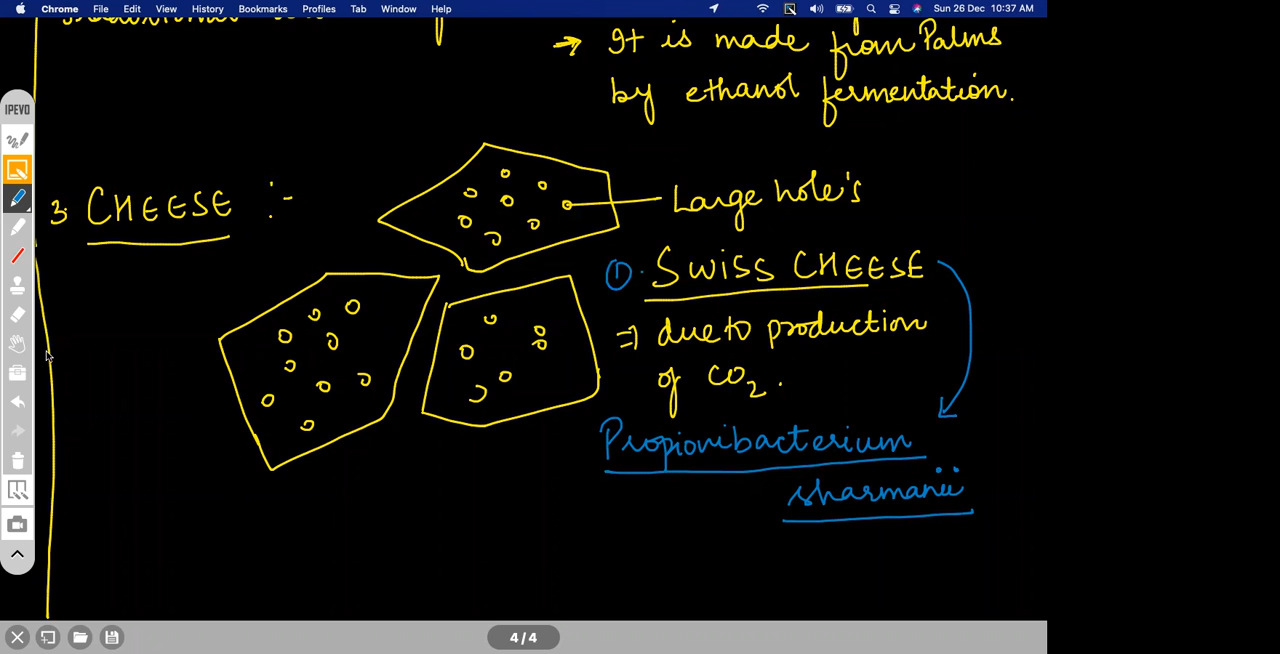 Chrome File Edit View History Bookmarks Profiles Tab Window Help Sun 26 Dec 10:37 AM
→ It is made from Palms
by ethanol fermentation.
IPEVO
3. CHEESE :-
Large hole's
① SWISS CHEESE
⇒ due to production
of CO2.
Propionibacterium
sharmanii
4/4